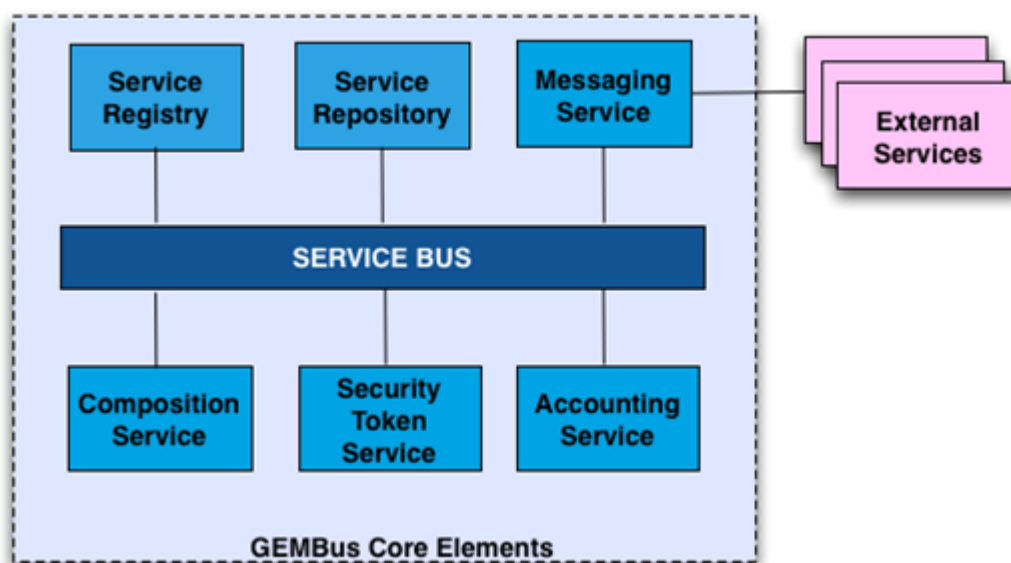 Service
Registry
Service
Repository
Messaging
Service
External
Services
SERVICE BUS
Composition
Service
Security
Token
Service
Accounting
Service
GEMBus Core Elements